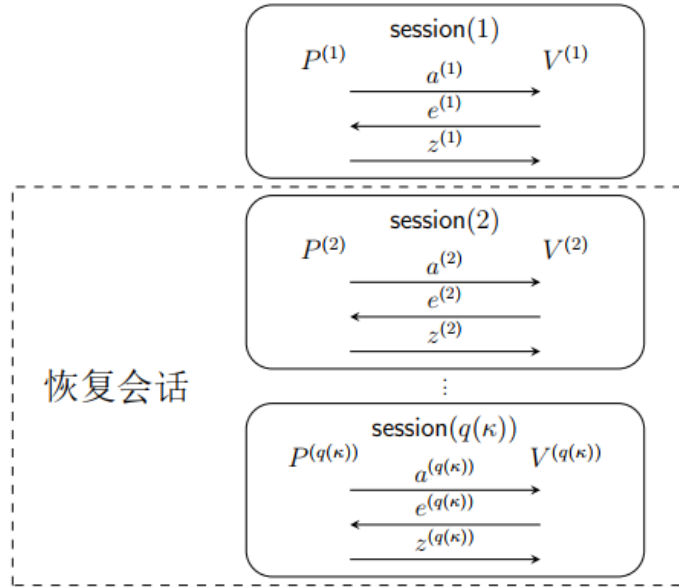 session(1)
P^{(1)} V^{(1)}
a^{(1)}
e^{(1)}
z^{(1)}
session(2)
P^{(2)} V^{(2)}
a^{(2)}
e^{(2)}
z^{(2)}
恢复会话
⋮
session(q(κ))
P^{(q(κ))} V^{(q(κ))}
a^{(q(κ))}
e^{(q(κ))}
z^{(q(κ))}